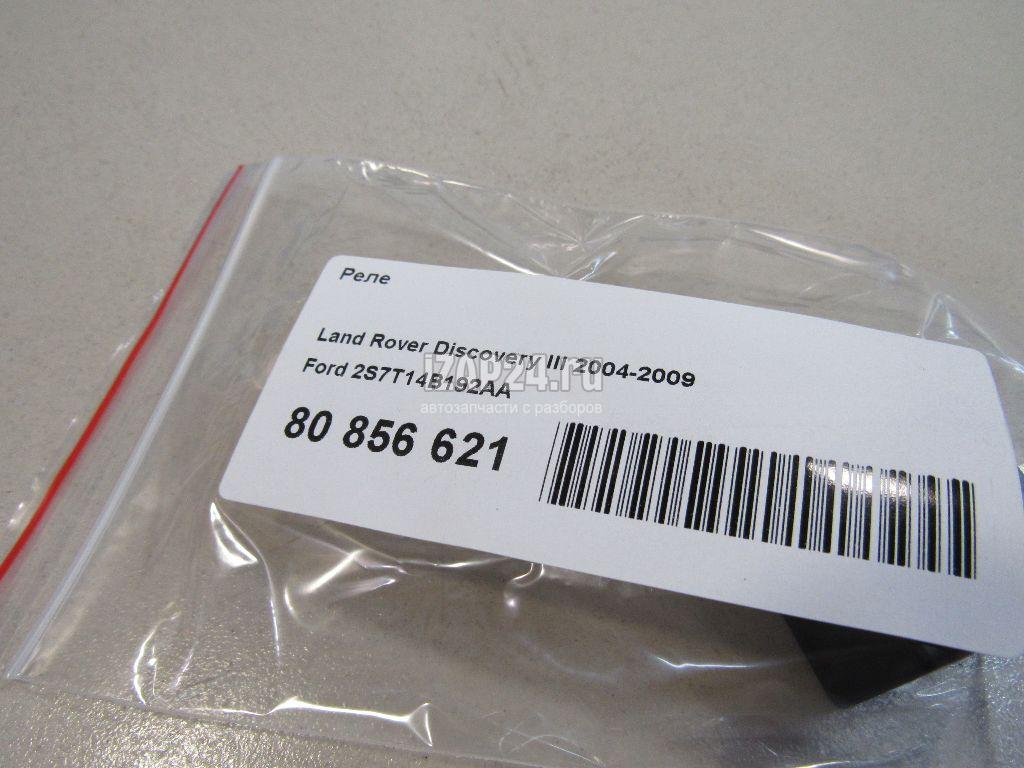 Реле
Land Rover Discovery III 2004-2009
Ford 2S7T14B192AA
80 856 621
iZAP24.ru
автозапчасти с разборов